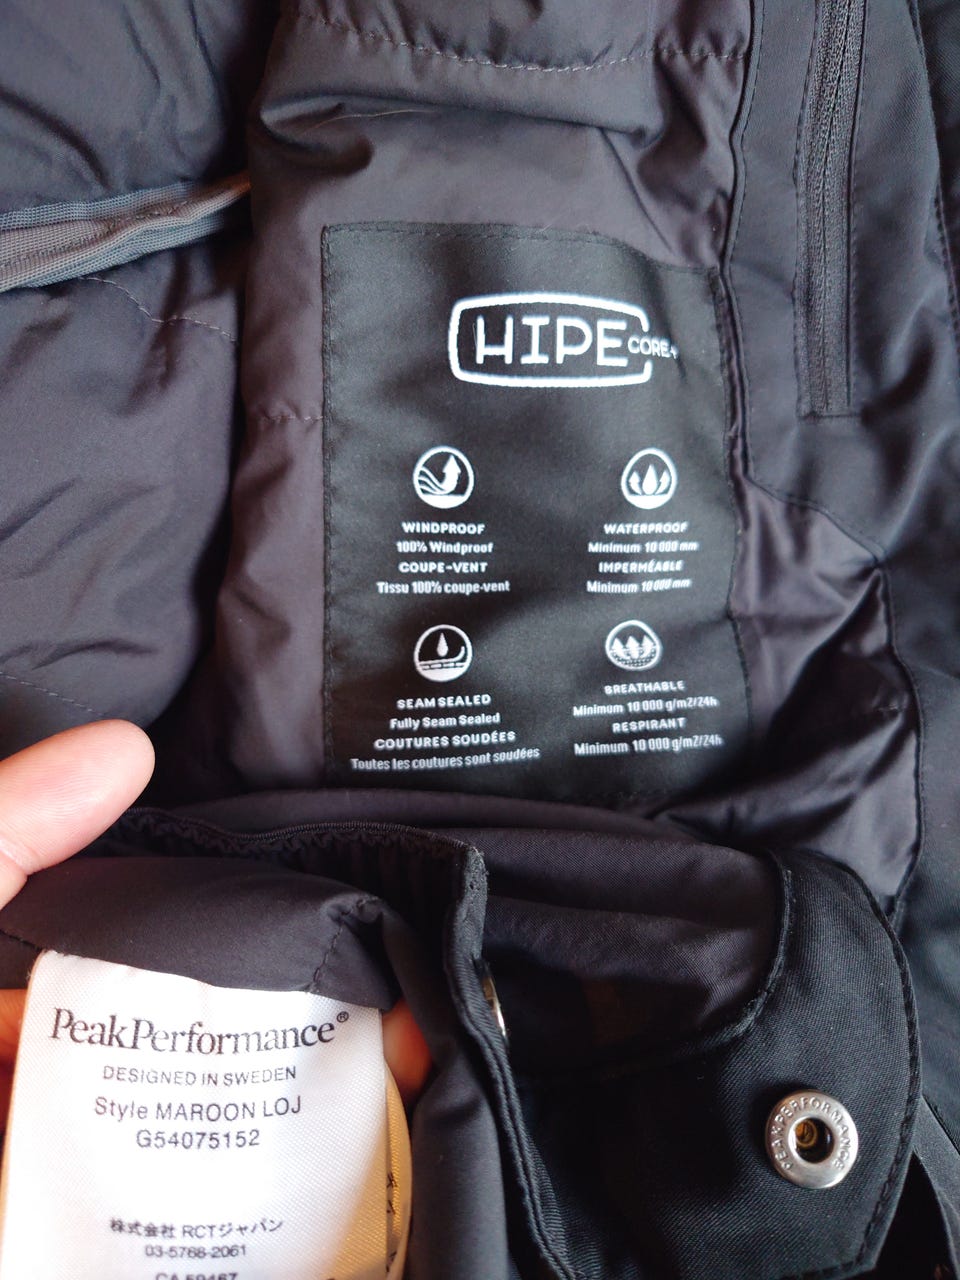 HIPE CORE+
WINDPROOF
100% Windproof
COUPE-VENT
Tissu 100% coupe-vent
WATERPROOF
Minimum 10 000 mm
IMPERMÉABLE
Minimum 10 000 mm
SEAM SEALED
Fully Seam Sealed
COUTURES SOUDÉES
Toutes les coutures sont soudées
BREATHABLE
Minimum 10 000 g/m2/24h
RESPIRANT
Minimum 10 000 g/m2/24h
PeakPerformance®
DESIGNED IN SWEDEN
Style MAROON LOJ
G54075152
株式会社 RCTジャパン
03-5768-2061
CA 59467
PEAK PERFORMANCE